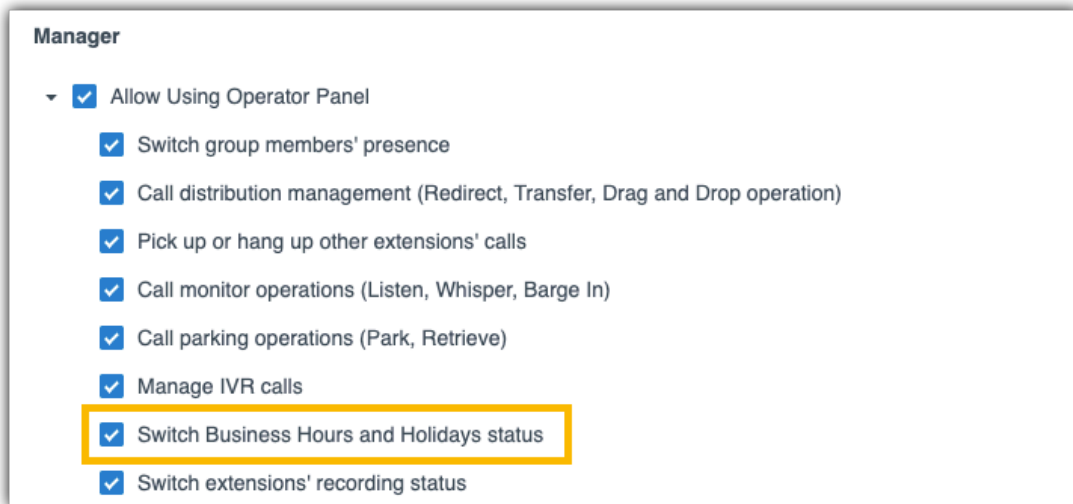 Manager
Allow Using Operator Panel
Switch group members' presence
Call distribution management (Redirect, Transfer, Drag and Drop operation)
Pick up or hang up other extensions' calls
Call monitor operations (Listen, Whisper, Barge In)
Call parking operations (Park, Retrieve)
Manage IVR calls
Switch Business Hours and Holidays status
Switch extensions' recording status